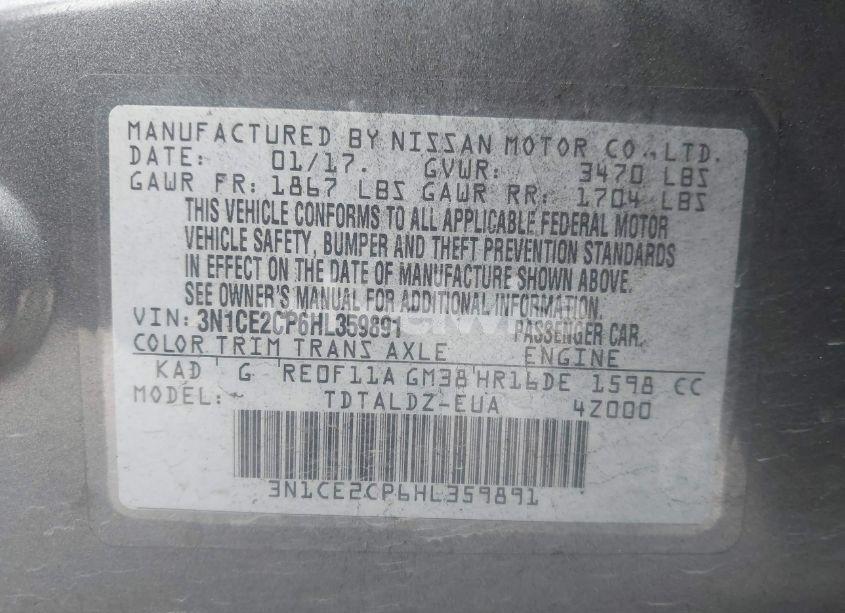 MANUFACTURED BY NISSAN MOTOR CO.,LTD.
DATE: 01/17. GVWR: 3470 LBS
GAWR FR: 1867 LBS GAWR RR: 1704 LBS
THIS VEHICLE CONFORMS TO ALL APPLICABLE FEDERAL MOTOR
VEHICLE SAFETY, BUMPER AND THEFT PREVENTION STANDARDS
IN EFFECT ON THE DATE OF MANUFACTURE SHOWN ABOVE.
SEE OWNER'S MANUAL FOR ADDITIONAL INFORMATION.
VIN: 3N1CE2CP6HL359891 PASSENGER CAR.
COLOR TRIM TRANS AXLE ENGINE
KAD G RE0F11A GM38 HR16DE 1598 CC
MODEL: TDTALDZ-EUA 4Z000
3N1CE2CP6HL359891